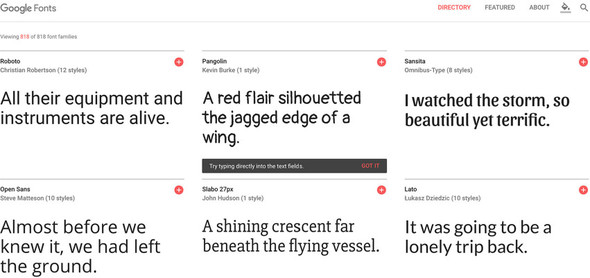 Google Fonts
DIRECTORY FEATURED ABOUT
Viewing 818 of 818 font families
Roboto
Christian Robertson (12 styles)
All their equipment and
instruments are alive.
Pangolin
Kevin Burke (1 style)
A red flair silhouetted
the jagged edge of a
wing.
Try typing directly into the text fields. GOT IT
Sansita
Omnibus-Type (8 styles)
I watched the storm, so
beautiful yet terrific.
Open Sans
Steve Matteson (10 styles)
Almost before we
knew it, we had left
the ground.
Slabo 27px
John Hudson (1 style)
A shining crescent far
beneath the flying vessel.
Lato
Łukasz Dziedzic (10 styles)
It was going to be a
lonely trip back.